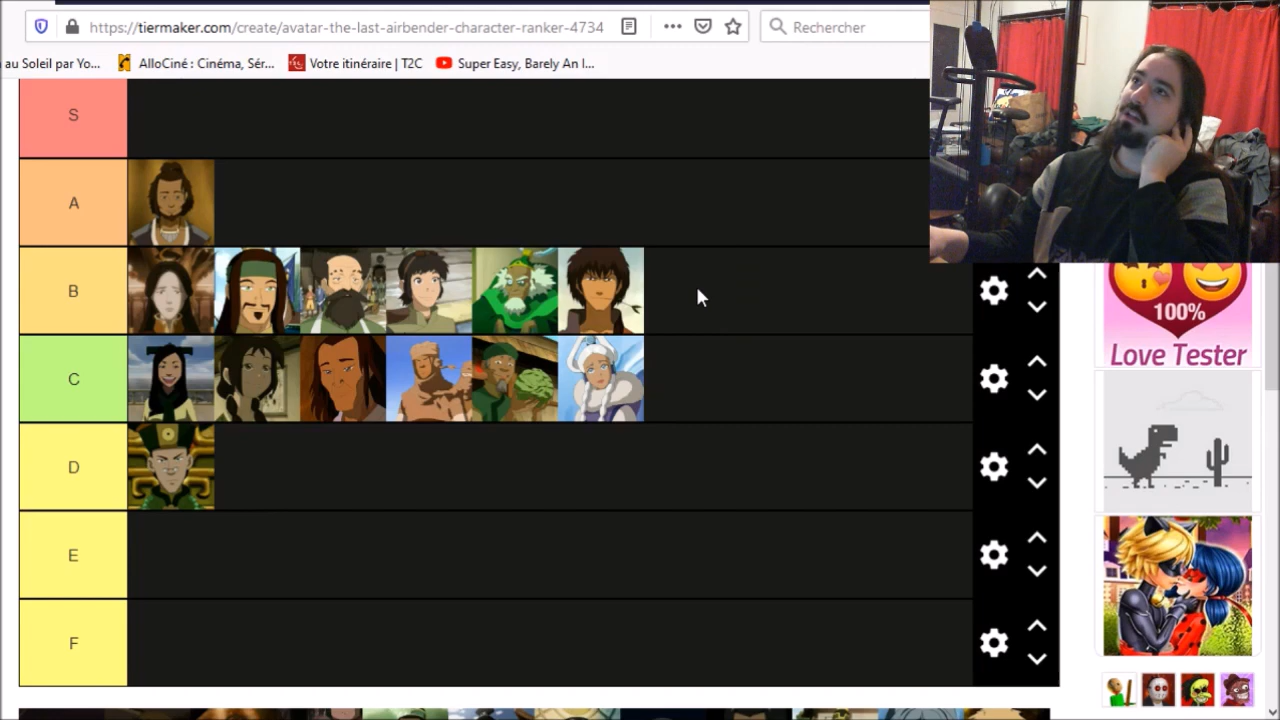 https://tiermaker.com/create/avatar-the-last-airbender-character-ranker-4734
Rechercher
au Soleil par Yo...
AlloCiné : Cinéma, Sér...
Votre itinéraire | T2C
Super Easy, Barely An I...
S
A
B
C
D
E
F
100%
Love Tester